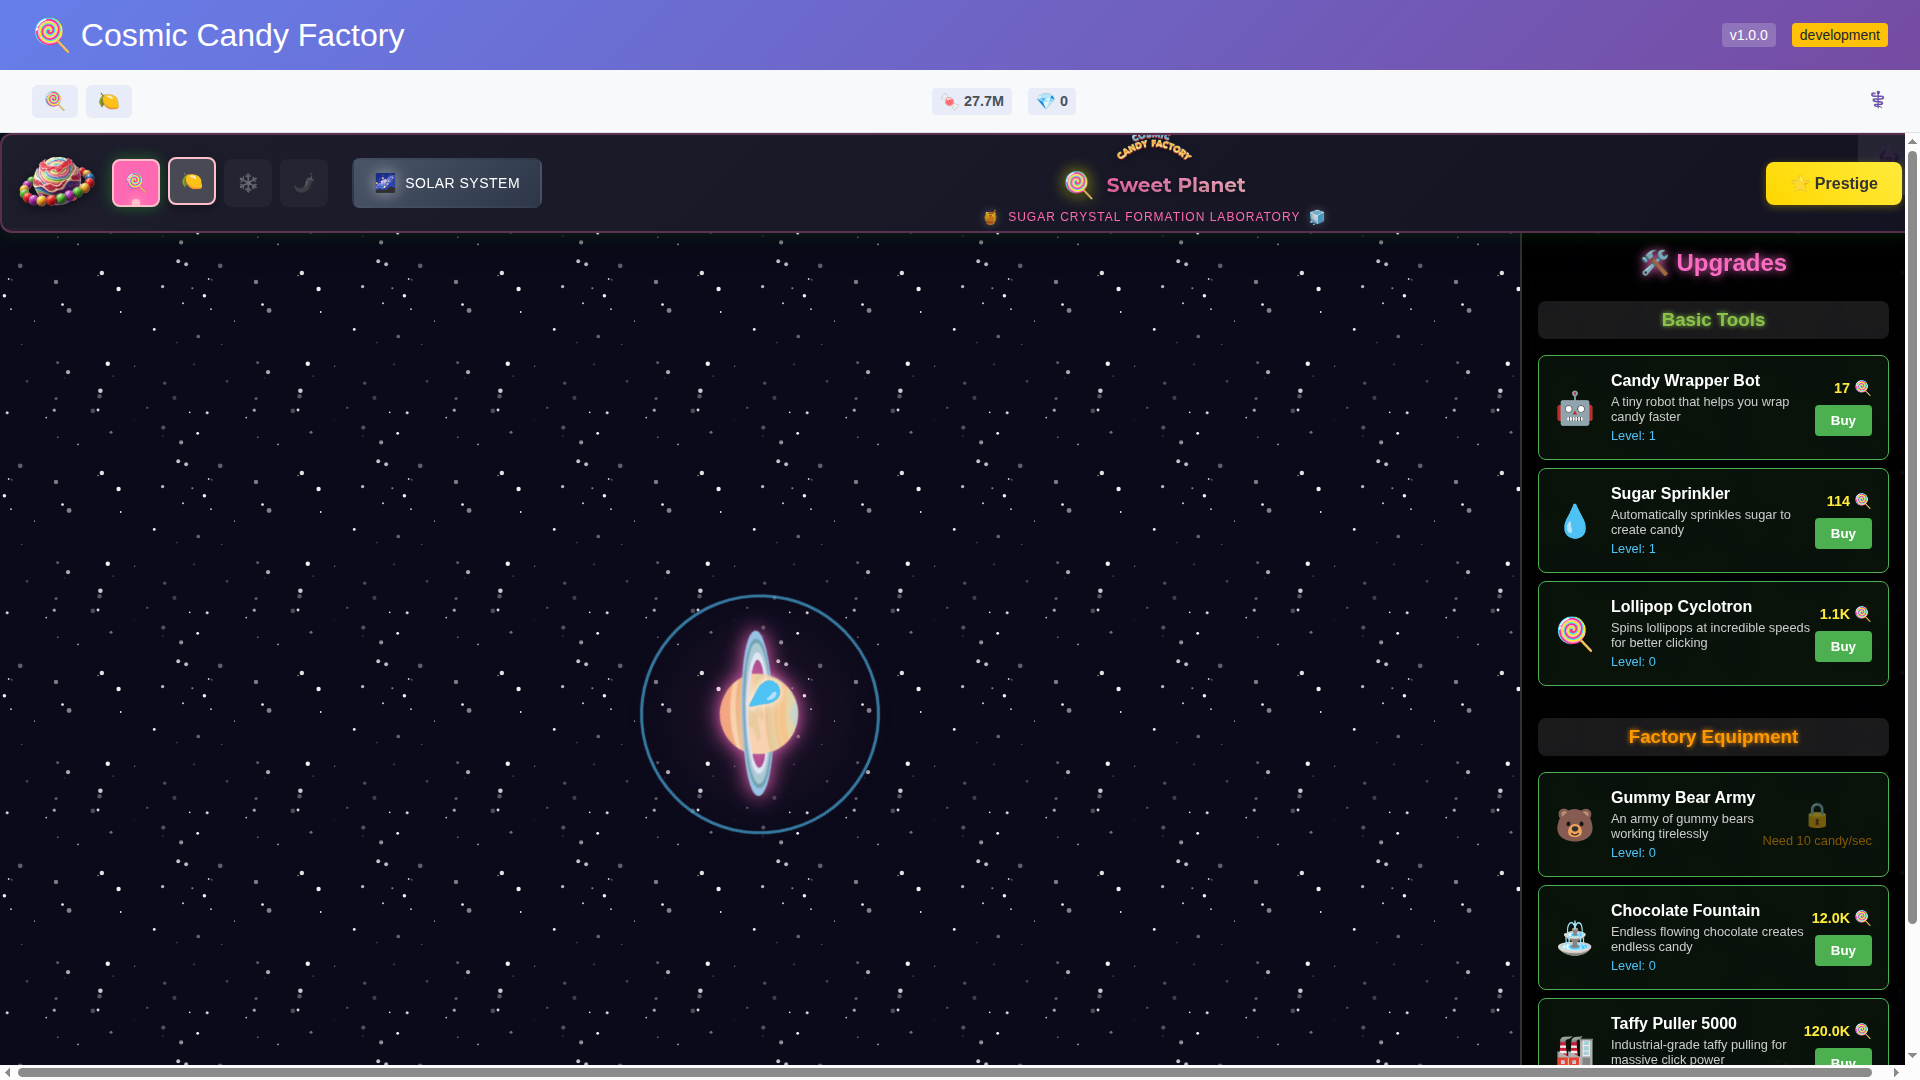 Cosmic Candy Factory
v1.0.0
development
27.7M
0
SOLAR SYSTEM
COSMIC
CANDY FACTORY
Sweet Planet
SUGAR CRYSTAL FORMATION LABORATORY
Prestige
Upgrades
Basic Tools
Candy Wrapper Bot
A tiny robot that helps you wrap
candy faster
Level: 1
17
Buy
Sugar Sprinkler
Automatically sprinkles sugar to
create candy
Level: 1
114
Buy
Lollipop Cyclotron
Spins lollipops at incredible speeds
for better clicking
Level: 0
1.1K
Buy
Factory Equipment
Gummy Bear Army
An army of gummy bears
working tirelessly
Level: 0
Need 10 candy/sec
Chocolate Fountain
Endless flowing chocolate creates
endless candy
Level: 0
12.0K
Buy
Taffy Puller 5000
Industrial-grade taffy pulling for
massive click power
120.0K
Buy